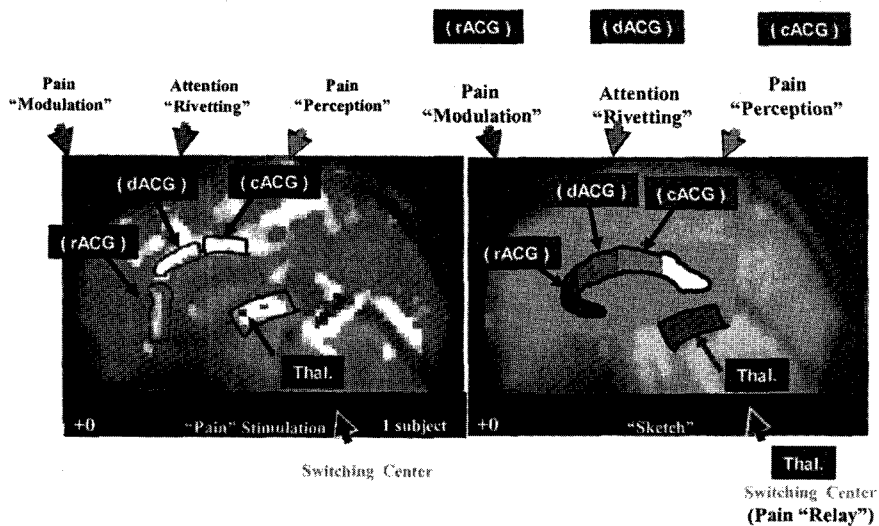 ( rACG ) ( dACG ) ( cACG )
Pain
“Modulation”
Attention
“Rivetting”
Pain
“Perception”
Pain
“Modulation”
Attention
“Rivetting”
Pain
“Perception”
( dACG ) ( cACG )
( rACG )
Thal.
+0 “Pain” Stimulation 1 subject
Switching Center
( dACG ) ( cACG )
( rACG )
Thal.
+0 “Sketch”
Thal.
Switching Center
(Pain “Relay”)